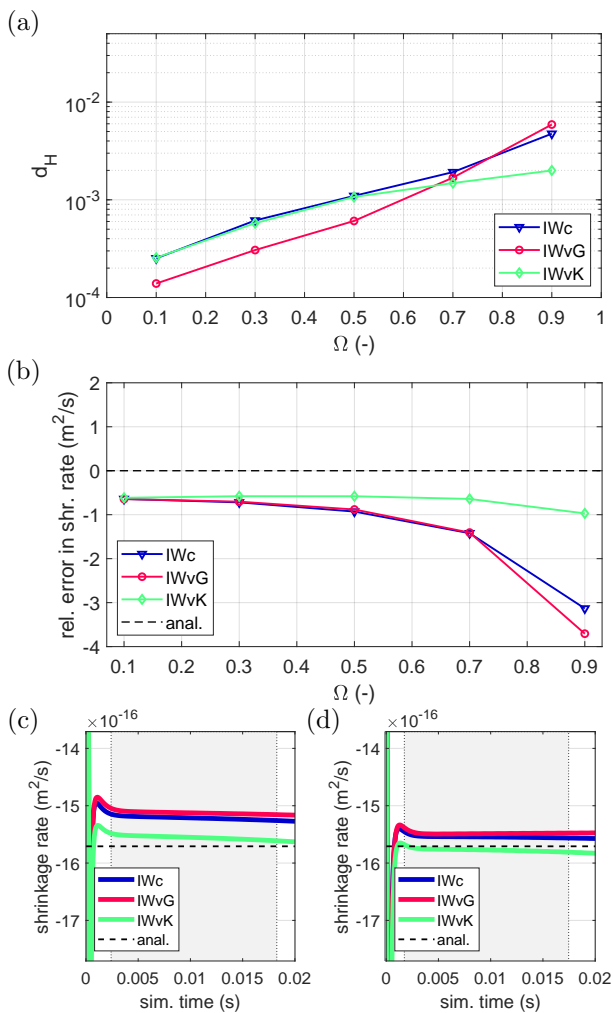 (a)
10^-2
10^-3
10^-4
d_H
IWc
IWvG
IWvK
0 0.1 0.2 0.3 0.4 0.5 0.6 0.7 0.8 0.9 1
Ω (-)
(b)
2
1
0
-1
-2
-3
-4
rel. error in shr. rate (m^2/s)
IWc
IWvG
IWvK
anal.
0.1 0.2 0.3 0.4 0.5 0.6 0.7 0.8 0.9
Ω (-)
(c)
×10^-16
-14
-15
-16
-17
shrinkage rate (m^2/s)
IWc
IWvG
IWvK
anal.
0 0.005 0.01 0.015 0.02
sim. time (s)
(d)
×10^-16
-14
-15
-16
-17
shrinkage rate (m^2/s)
IWc
IWvG
IWvK
anal.
0 0.005 0.01 0.015 0.02
sim. time (s)